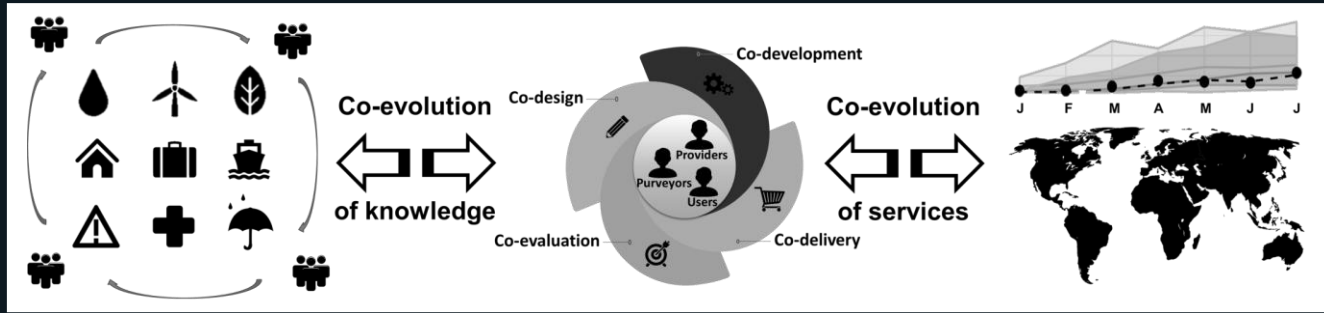 Co-evolution
of knowledge
Co-design
Co-development
Providers
Purveyors
Users
Co-evaluation
Co-delivery
Co-evolution
of services
J F M A M J J